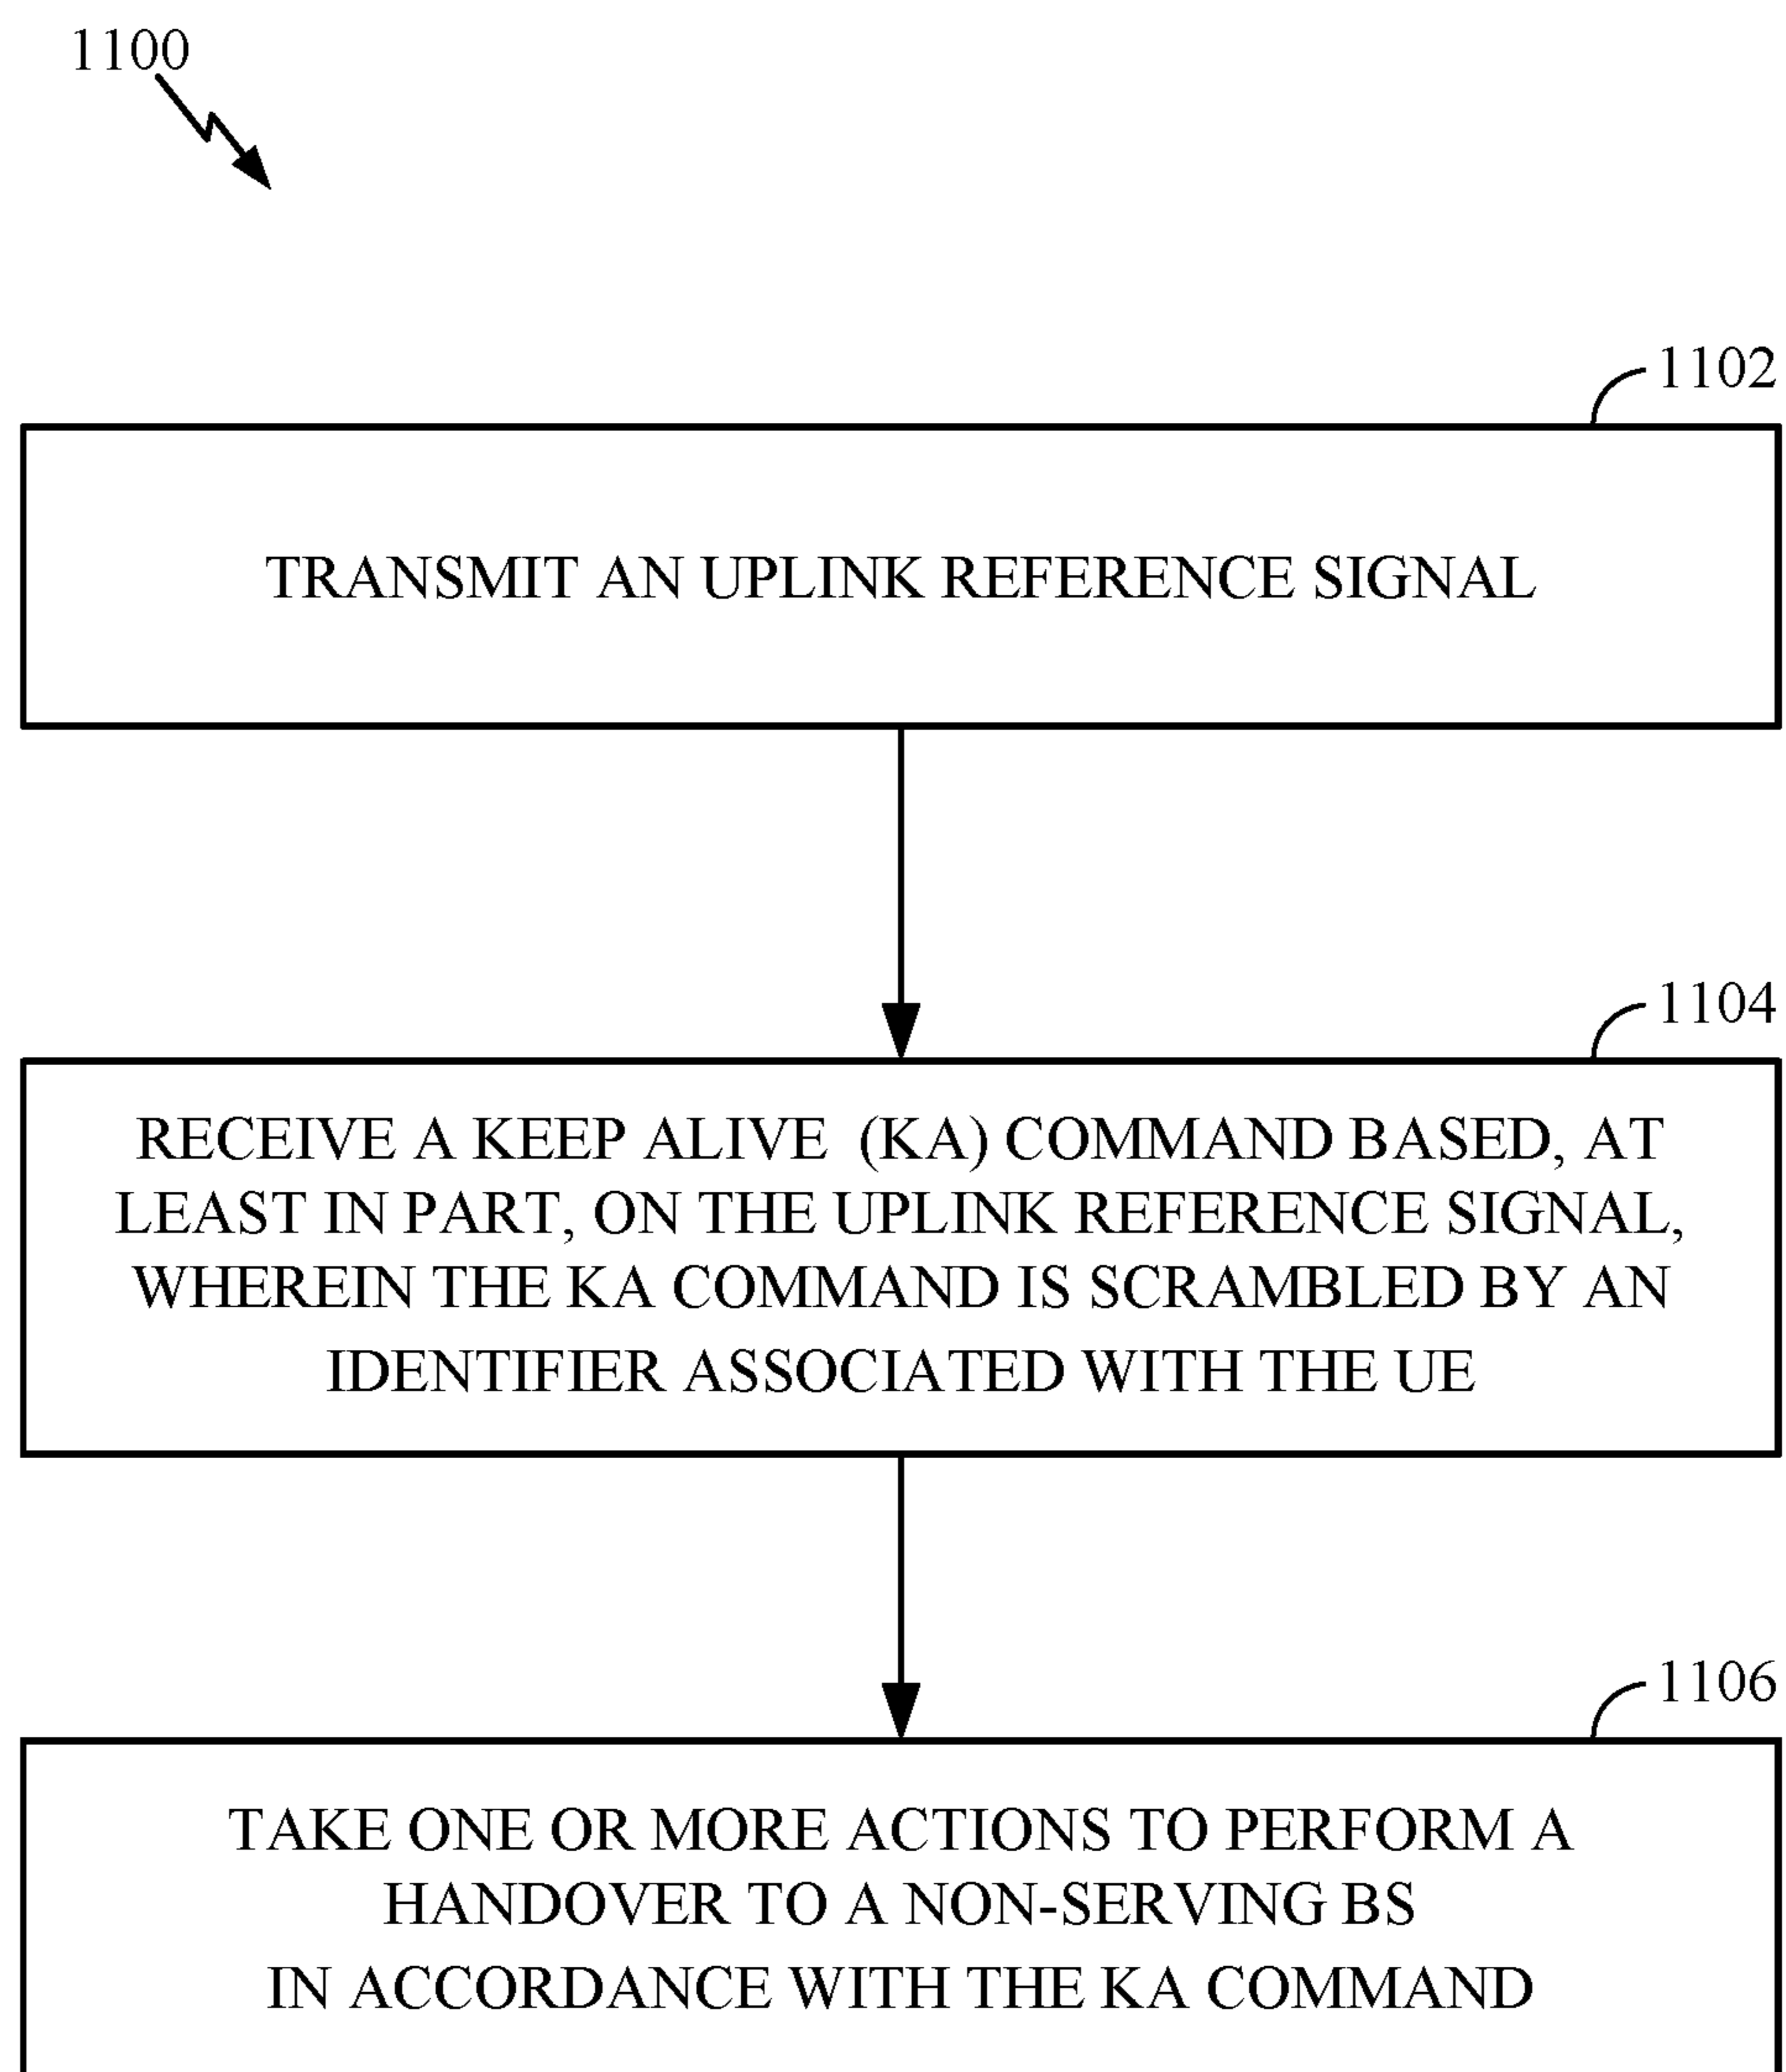 1100
1102
TRANSMIT AN UPLINK REFERENCE SIGNAL
1104
RECEIVE A KEEP ALIVE (KA) COMMAND BASED, AT
LEAST IN PART, ON THE UPLINK REFERENCE SIGNAL,
WHEREIN THE KA COMMAND IS SCRAMBLED BY AN
IDENTIFIER ASSOCIATED WITH THE UE
1106
TAKE ONE OR MORE ACTIONS TO PERFORM A
HANDOVER TO A NON-SERVING BS
IN ACCORDANCE WITH THE KA COMMAND